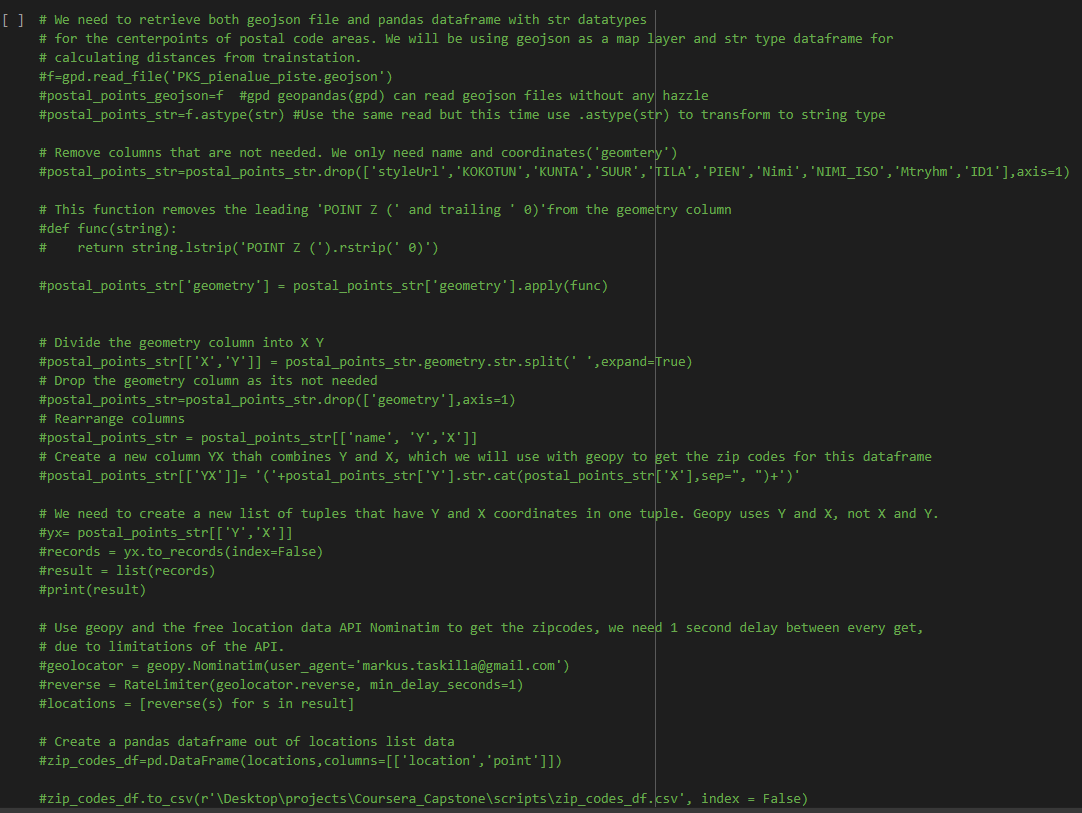 [ ] # We need to retrieve both geojson file and pandas dataframe with str datatypes
# for the centerpoints of postal code areas. We will be using geojson as a map layer and str type dataframe for
# calculating distances from trainstation.
#f=gpd.read_file('PKS_pienalue_piste.geojson')
#postal_points_geojson=f  #gpd geopandas(gpd) can read geojson files without any hazzle
#postal_points_str=f.astype(str) #Use the same read but this time use .astype(str) to transform to string type
# Remove columns that are not needed. We only need name and coordinates('geomtery')
#postal_points_str=postal_points_str.drop(['styleUrl','KOKOTUN','KUNTA','SUUR','TILA','PIEN','Nimi','NIMI_ISO','Mtryhm','ID1'],axis=1)
# This function removes the leading 'POINT Z (' and trailing ' 0)'from the geometry column
#def func(string):
#    return string.lstrip('POINT Z (').rstrip(' 0)')
#postal_points_str['geometry'] = postal_points_str['geometry'].apply(func)
# Divide the geometry column into X Y
#postal_points_str[['X','Y']] = postal_points_str.geometry.str.split(' ',expand=True)
# Drop the geometry column as its not needed
#postal_points_str=postal_points_str.drop(['geometry'],axis=1)
# Rearrange columns
#postal_points_str = postal_points_str[['name', 'Y','X']]
# Create a new column YX thah combines Y and X, which we will use with geopy to get the zip codes for this dataframe
#postal_points_str[['YX']]= '('+postal_points_str['Y'].str.cat(postal_points_str['X'],sep=", ")+')'
# We need to create a new list of tuples that have Y and X coordinates in one tuple. Geopy uses Y and X, not X and Y.
#yx= postal_points_str[['Y','X']]
#records = yx.to_records(index=False)
#result = list(records)
#print(result)
# Use geopy and the free location data API Nominatim to get the zipcodes, we need 1 second delay between every get,
# due to limitations of the API.
#geolocator = geopy.Nominatim(user_agent='markus.taskilla@gmail.com')
#reverse = RateLimiter(geolocator.reverse, min_delay_seconds=1)
#locations = [reverse(s) for s in result]
# Create a pandas dataframe out of locations list data
#zip_codes_df=pd.DataFrame(locations,columns=[['location','point']])
#zip_codes_df.to_csv(r'\Desktop\projects\Coursera_Capstone\scripts\zip_codes_df.csv', index = False)